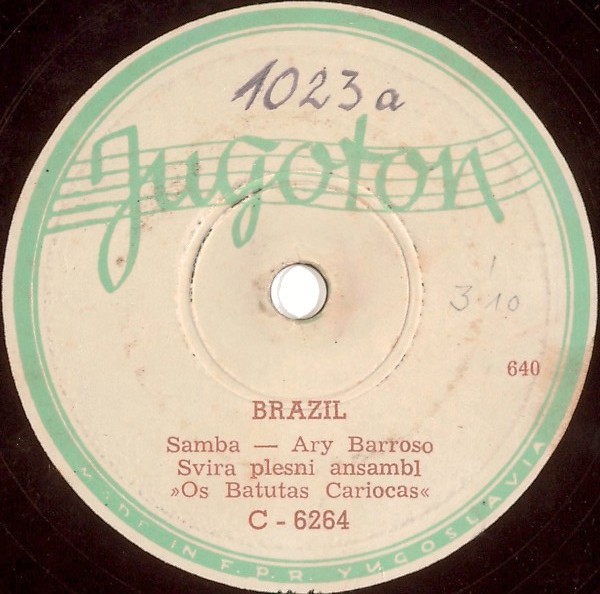 1023a
Jugoton
1
3 10
640
BRAZIL
Samba — Ary Barroso
Svira plesni ansambl
»Os Batutas Cariocas«
C - 6264
MADE IN F.P.R. YUGOSLAVIA